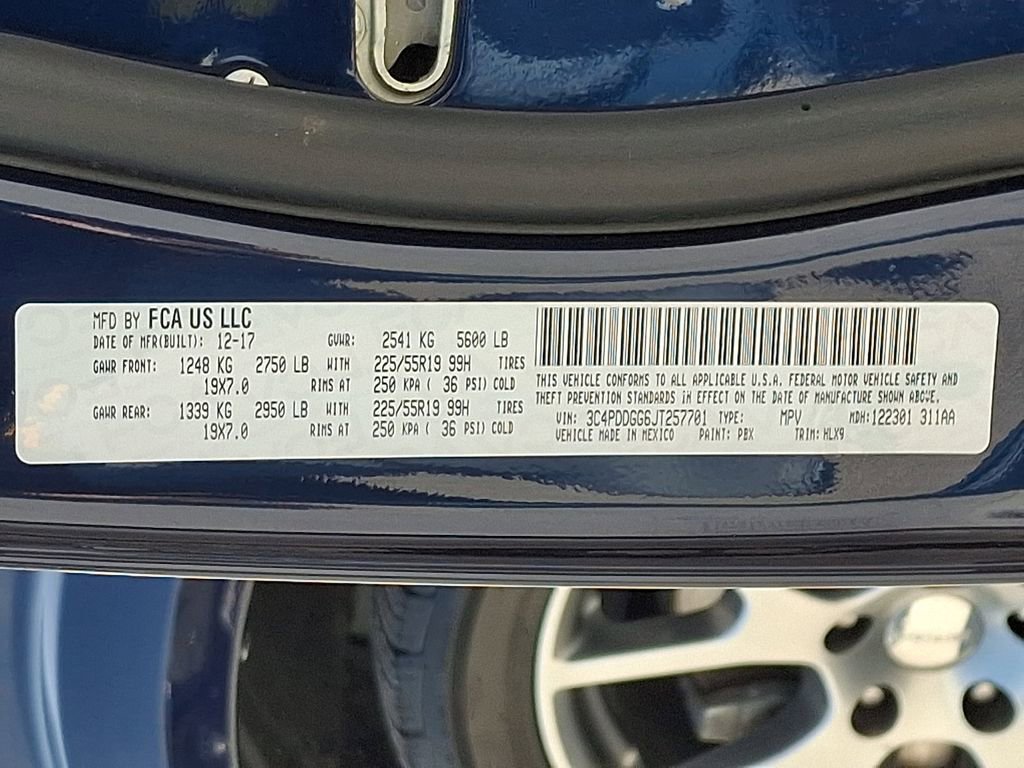 MFD BY FCA US LLC
DATE OF MFR(BUILT): 12-17 GVWR: 2541 KG 5600 LB
GAWR FRONT: 1248 KG 2750 LB WITH 225/55R19 99H TIRES
19X7.0 RIMS AT 250 KPA ( 36 PSI) COLD
GAWR REAR: 1339 KG 2950 LB WITH 225/55R19 99H TIRES
19X7.0 RIMS AT 250 KPA ( 36 PSI) COLD
THIS VEHICLE CONFORMS TO ALL APPLICABLE U.S.A. FEDERAL MOTOR VEHICLE SAFETY AND
THEFT PREVENTION STANDARDS IN EFFECT ON THE DATE OF MANUFACTURE SHOWN ABOVE.
VIN: 3C4PDDGG6JT257701 TYPE: MPV MDH:122301 311AA
VEHICLE MADE IN MEXICO PAINT: PBX TRIM: HLX9